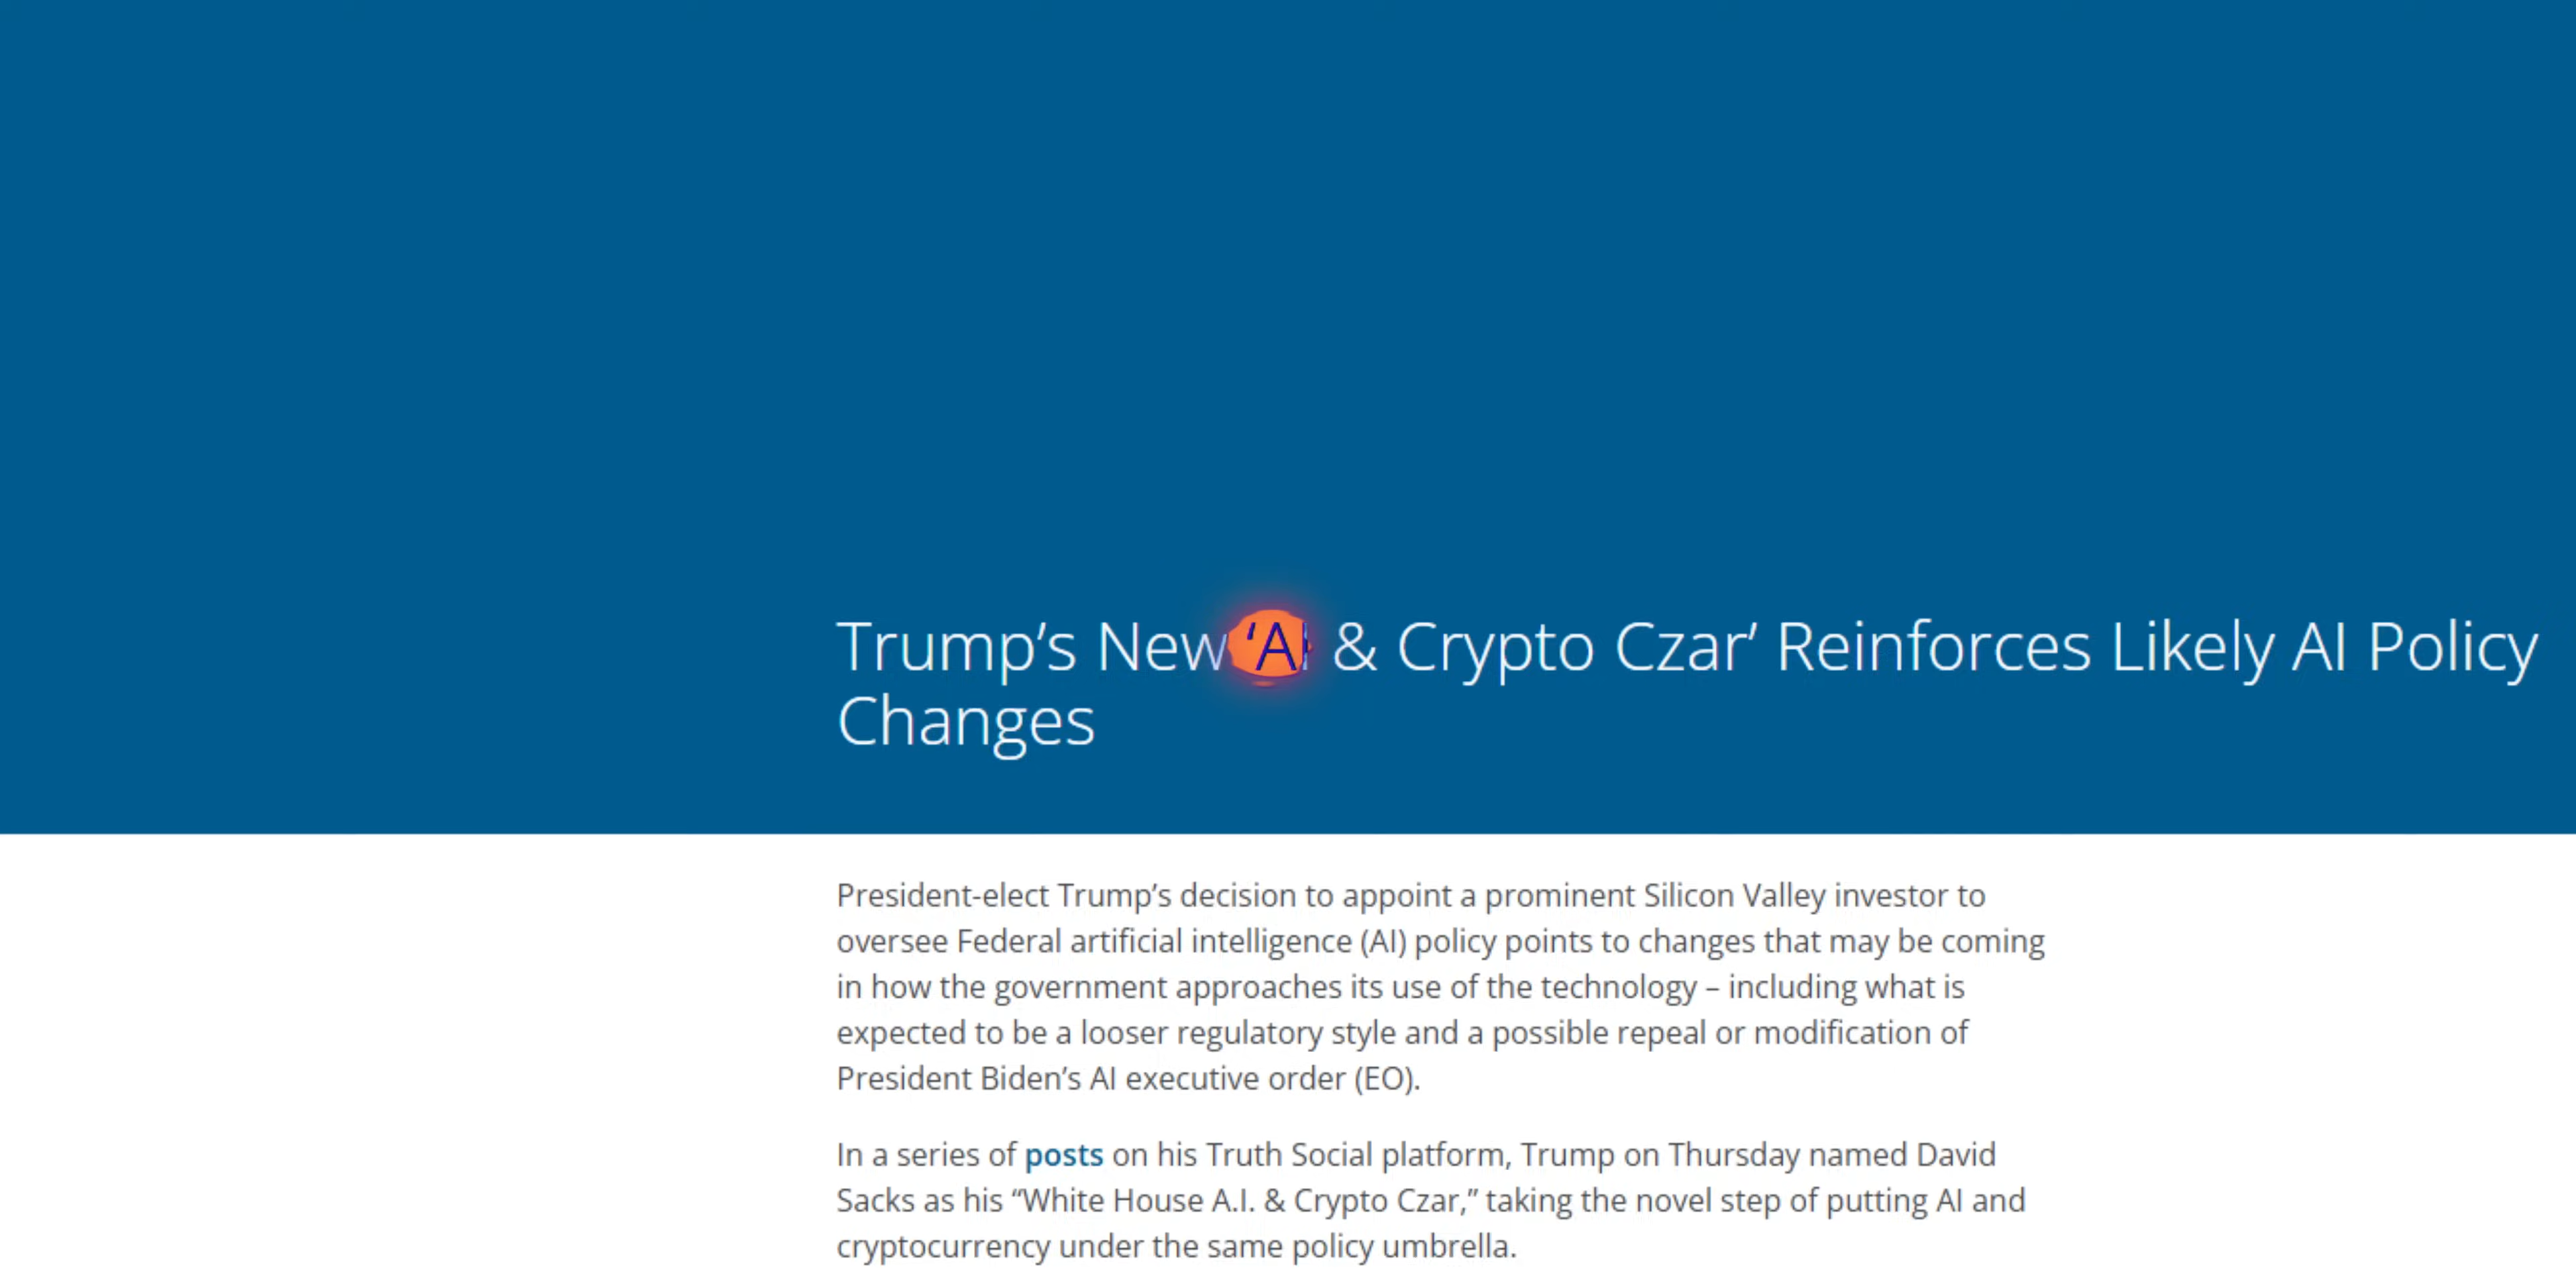 Trump’s New ‘AI & Crypto Czar’ Reinforces Likely AI Policy
Changes
President-elect Trump’s decision to appoint a prominent Silicon Valley investor to
oversee Federal artificial intelligence (AI) policy points to changes that may be coming
in how the government approaches its use of the technology – including what is
expected to be a looser regulatory style and a possible repeal or modification of
President Biden’s AI executive order (EO).
In a series of posts on his Truth Social platform, Trump on Thursday named David
Sacks as his “White House A.I. & Crypto Czar,” taking the novel step of putting AI and
cryptocurrency under the same policy umbrella.